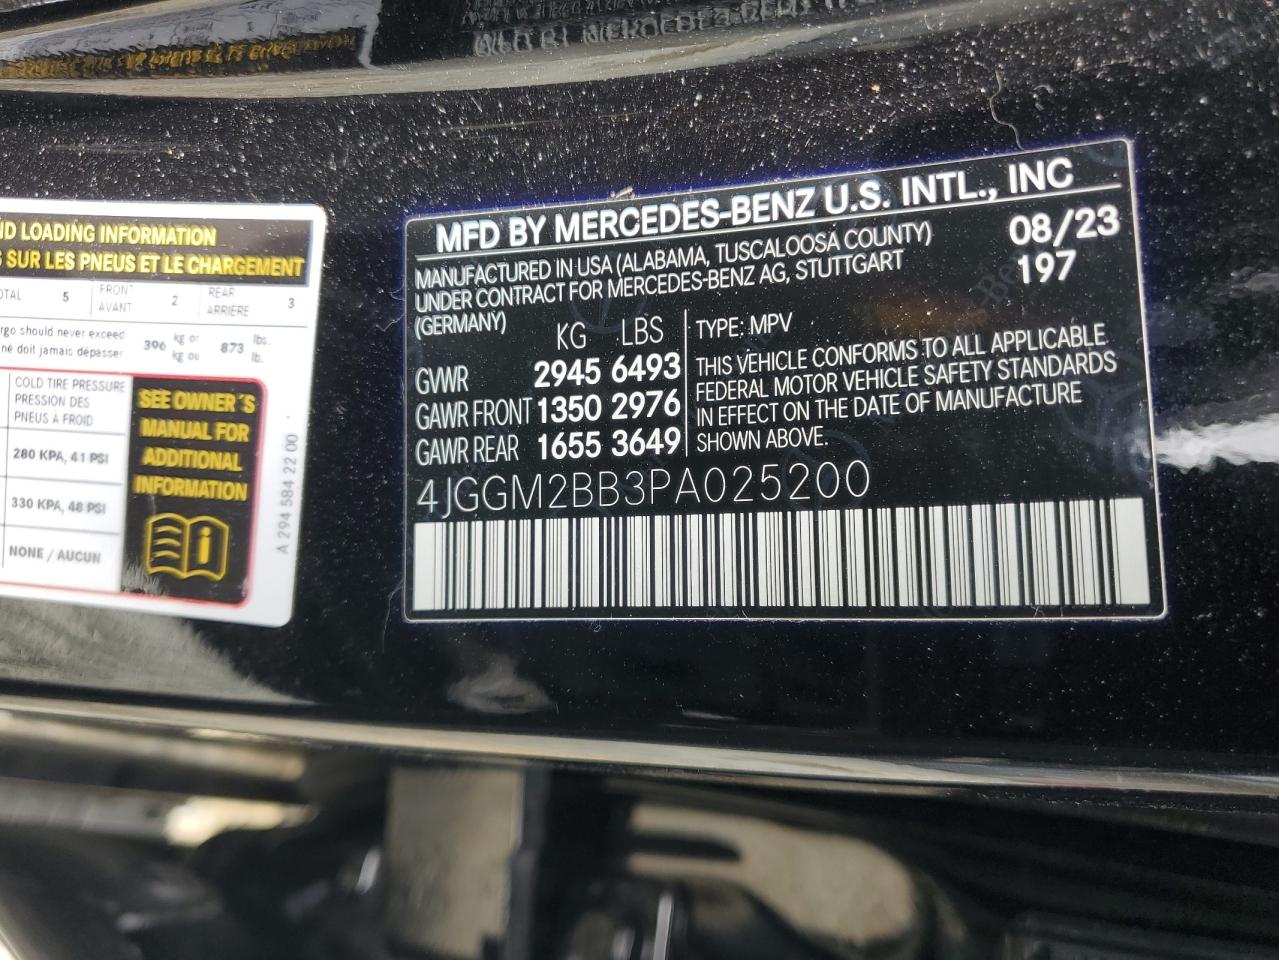 ND LOADING INFORMATION
SUR LES PNEUS ET LE CHARGEMENT
OTAL 5 FRONT AVANT 2 REAR ARRIÈRE 3
rgo should never exceed
né doit jamais dépasser 396 kg or kg ou 873 lbs. lb.
COLD TIRE PRESSURE
PRESSION DES
PNEUS À FROID
280 KPA, 41 PSI
330 KPA, 48 PSI
NONE / AUCUN
SEE OWNER´S
MANUAL FOR
ADDITIONAL
INFORMATION
A 294 584 22 00
MFD BY MERCEDES-BENZ U.S. INTL., INC
MANUFACTURED IN USA (ALABAMA, TUSCALOOSA COUNTY) 08/23
UNDER CONTRACT FOR MERCEDES-BENZ AG, STUTTGART 197
(GERMANY)
KG LBS
GVWR 2945 6493
GAWR FRONT 1350 2976
GAWR REAR 1655 3649
TYPE: MPV
THIS VEHICLE CONFORMS TO ALL APPLICABLE
FEDERAL MOTOR VEHICLE SAFETY STANDARDS
IN EFFECT ON THE DATE OF MANUFACTURE
SHOWN ABOVE.
4JGGM2BB3PA025200